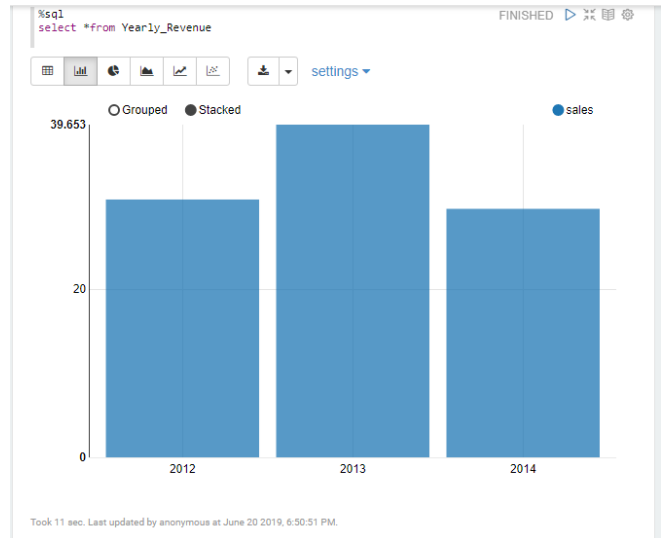 %sql
FINISHED
select *from Yearly_Revenue
settings
Grouped Stacked sales
39.653
20
0
2012 2013 2014
Took 11 sec. Last updated by anonymous at June 20 2019, 6:50:51 PM.